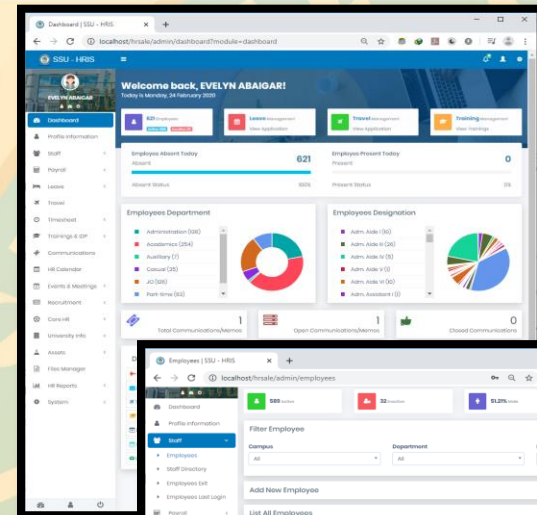 Dashboard | SSU - HRIS
localhost/hrsale/admin/dashboard?module=dashboard
SSU - HRIS
EVELYN ABAIGAR
Dashboard
Profile Information
Staff
Payroll
Leave
Travel
Timesheet
Trainings & IDP
Communications
HR Calendar
Events & Meetings
Recruitment
Core HR
University Info
Assets
Files Manager
HR Reports
System
Welcome back, EVELYN ABAIGAR!
Today is Monday, 24 February 2020
621 Employees
Leave Management
View Application
Travel Management
View Application
Training Management
View Trainings
Employee Absent Today
Absent
621
Absent Status
100%
Employee Present Today
Present
0
Present Status
0%
Employees Department
Administration (128)
Academics (254)
Auxiliary (7)
Casual (25)
JO (126)
Part-time (62)
Employees Designation
Adm. Aide I (10)
Adm. Aide III (26)
Adm. Aide IV (5)
Adm. Aide V (1)
Adm. Aide VI (10)
Adm. Assistant I (1)
1
Total Communications/Memos
1
Open Communications/Memos
0
Closed Communications
Employees | SSU - HRIS
localhost/hrsale/admin/employees
Dashboard
Profile Information
Staff
Employees
Staff Directory
Employees Exit
Employees Last Login
Payroll
589 Active
32 Inactive
51.21% Male
Filter Employee
Campus
All
Department
All
Add New Employee
List All Employees